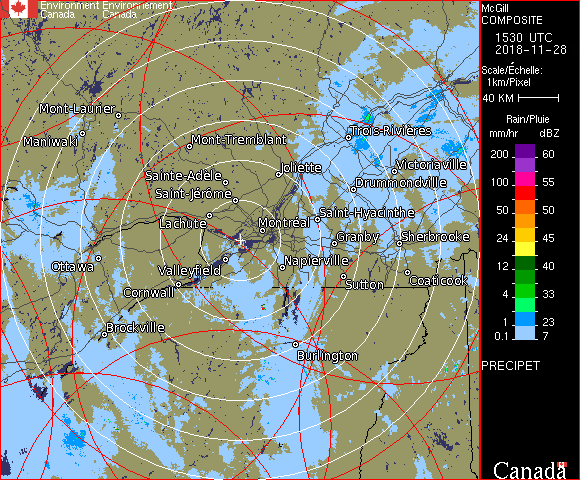 Environment Environnement
Canada Canada
Mont-Laurier
Maniwaki
Mont-Tremblant
Trois-Rivières
Joliette
Victoriaville
Sainte-Adèle
Drummondville
Saint-Jérôme
Lachute
Saint-Hyacinthe
Montréal
Granby
Sherbrooke
Ottawa
Valleyfield
Napierville
Cornwall
Sutton
Coaticook
Brockville
Burlington
McGill
COMPOSITE
1530 UTC
2018-11-28
Scale/Échelle:
1km/Pixel
40 KM
Rain/Pluie
mm/hr dBZ
200 60
100 55
50 50
24 45
12 40
4 33
1 23
0.1 7
PRECIPET
Canada